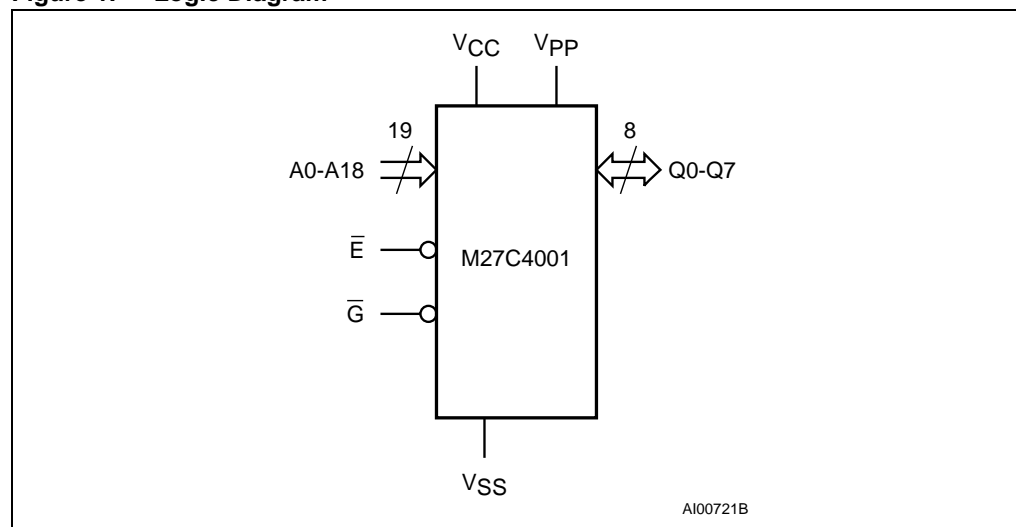 Figure 1. Logic Diagram
VCC VPP
19 8
A0-A18 Q0-Q7
E̅
M27C4001
G̅
VSS
AI00721B